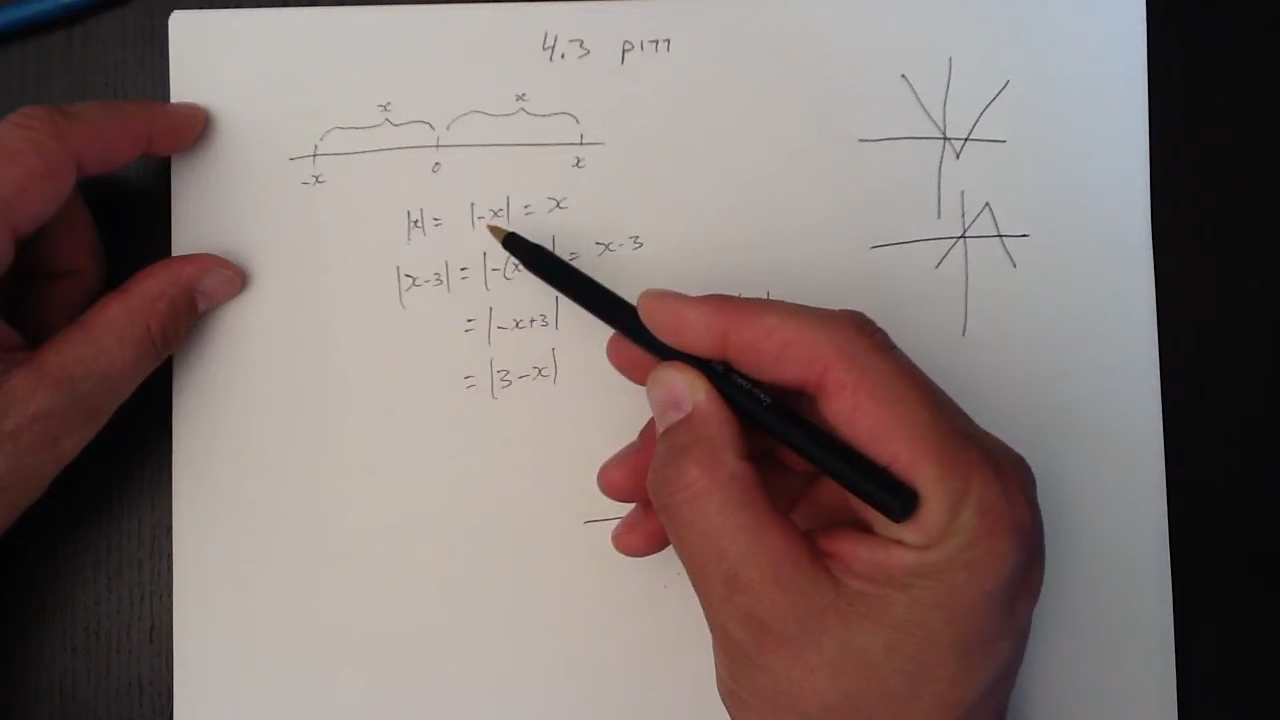 4.3 p177
x x
-x 0 x
|x| = |-x| = x
|x-3| = |-(x = x-3
= |-x+3|
= |3-x|